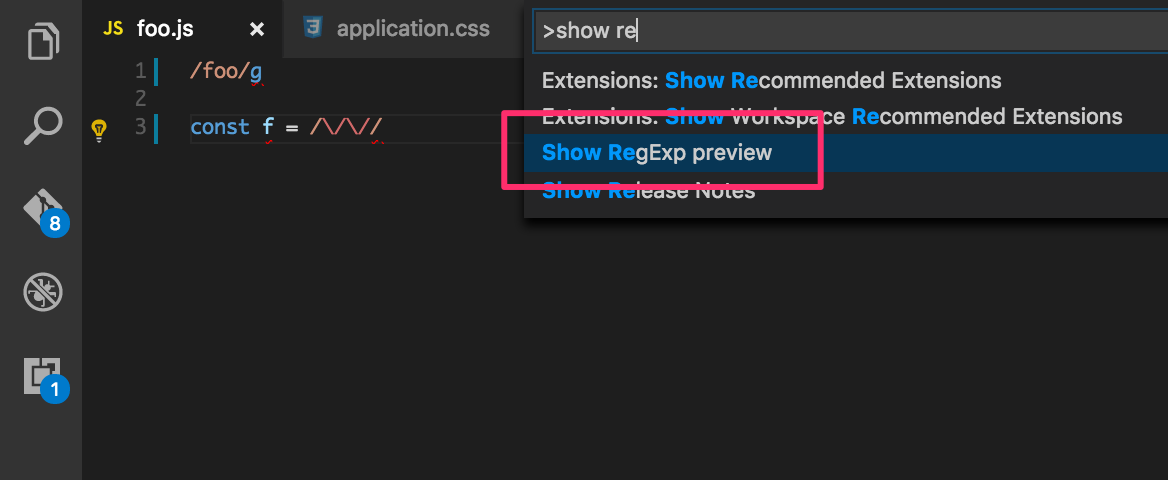 JS foo.js × application.css
>show re
Extensions: Show Recommended Extensions
Extensions: Show Workspace Recommended Extensions
Show RegExp preview
Show Release Notes
1 /foo/g
2
3 const f = /\/\/\//
8
1